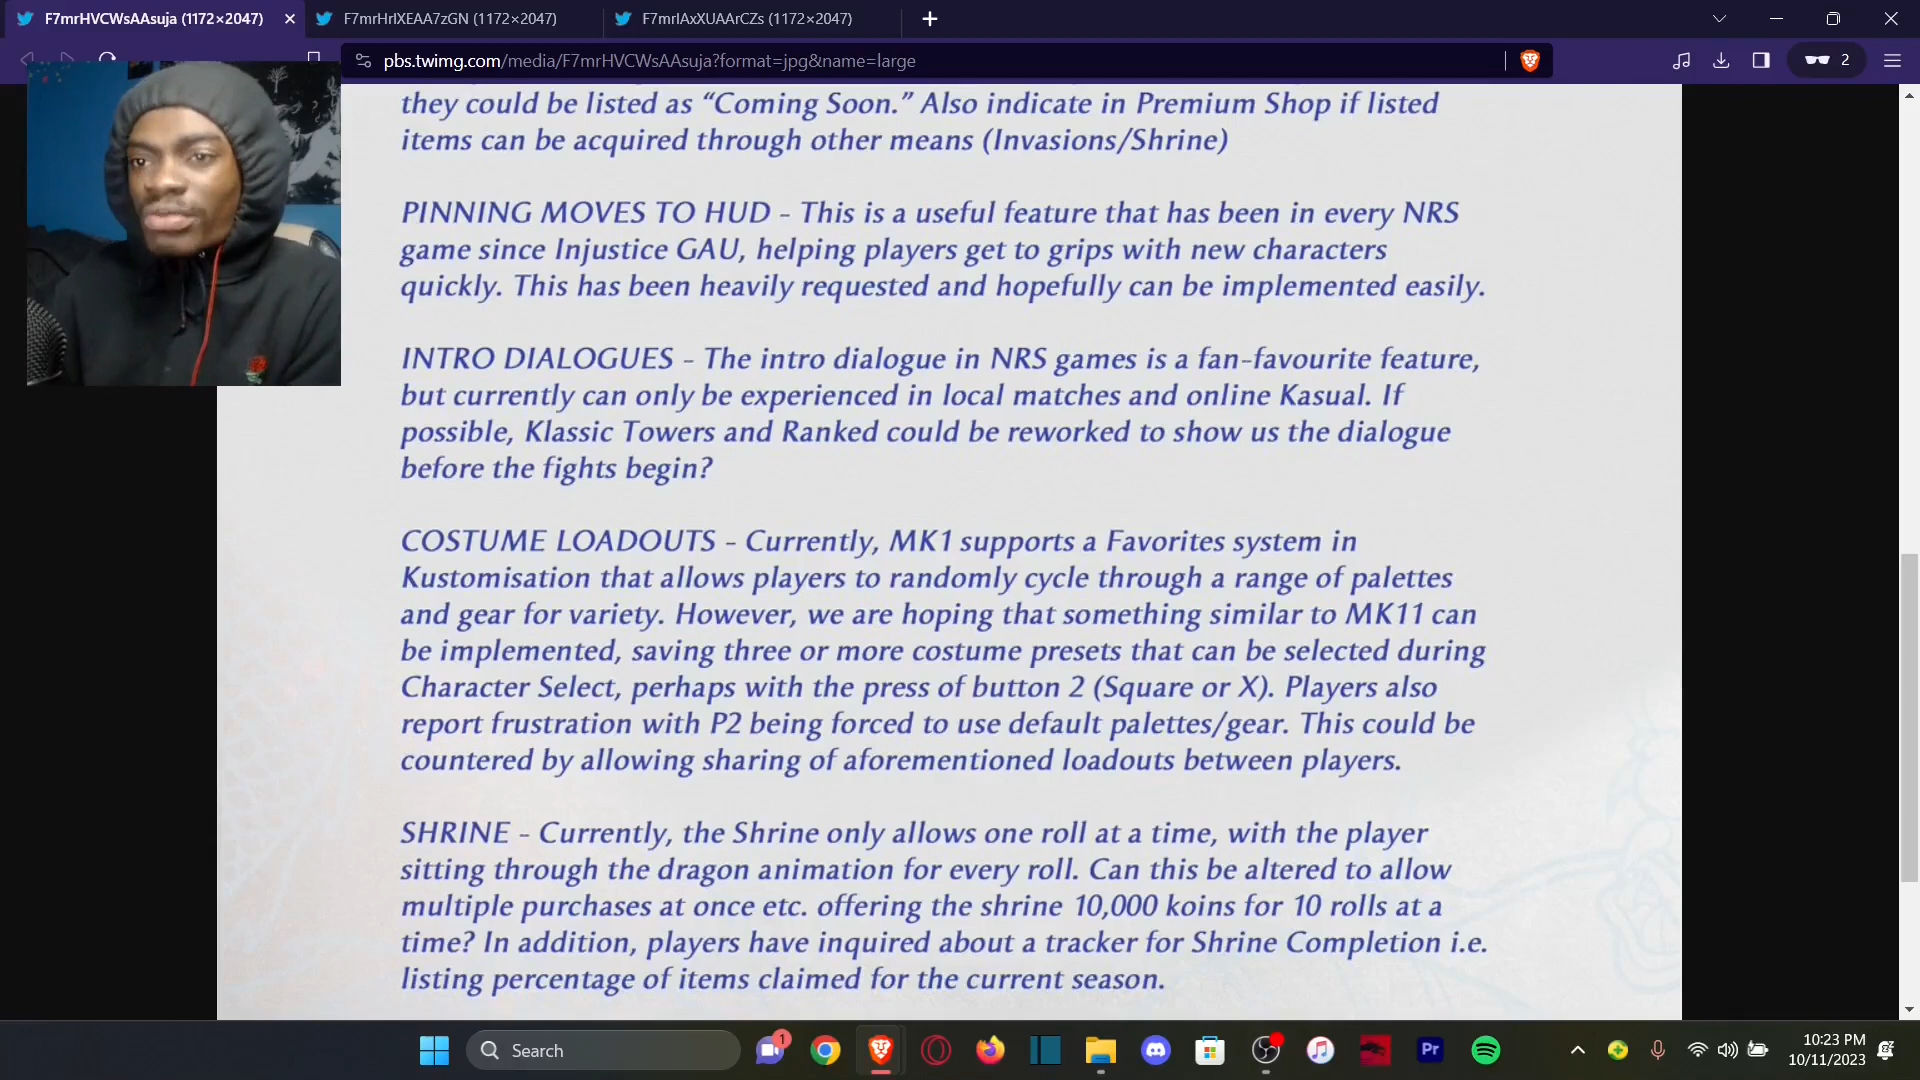 F7mrHVCWsAAsuja (1172×2047)
F7mrHrIXEAA7zGN (1172×2047)
F7mrIAxXUAArCZs (1172×2047)
pbs.twimg.com/media/F7mrHVCWsAAsuja?format=jpg&name=large
2
they could be listed as “Coming Soon.” Also indicate in Premium Shop if listed
items can be acquired through other means (Invasions/Shrine)
PINNING MOVES TO HUD - This is a useful feature that has been in every NRS
game since Injustice GAU, helping players get to grips with new characters
quickly. This has been heavily requested and hopefully can be implemented easily.
INTRO DIALOGUES - The intro dialogue in NRS games is a fan-favourite feature,
but currently can only be experienced in local matches and online Kasual. If
possible, Klassic Towers and Ranked could be reworked to show us the dialogue
before the fights begin?
COSTUME LOADOUTS - Currently, MK1 supports a Favorites system in
Kustomisation that allows players to randomly cycle through a range of palettes
and gear for variety. However, we are hoping that something similar to MK11 can
be implemented, saving three or more costume presets that can be selected during
Character Select, perhaps with the press of button 2 (Square or X). Players also
report frustration with P2 being forced to use default palettes/gear. This could be
countered by allowing sharing of aforementioned loadouts between players.
SHRINE - Currently, the Shrine only allows one roll at a time, with the player
sitting through the dragon animation for every roll. Can this be altered to allow
multiple purchases at once etc. offering the shrine 10,000 koins for 10 rolls at a
time? In addition, players have inquired about a tracker for Shrine Completion i.e.
listing percentage of items claimed for the current season.
Search
1
Pr
10:23 PM
10/11/2023